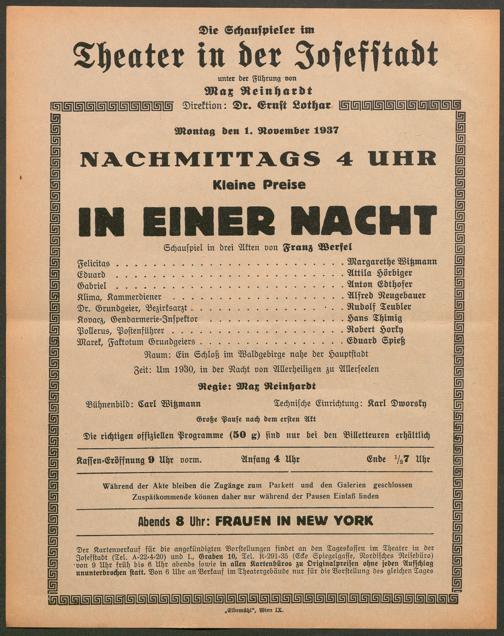 Die Schauspieler im
Theater in der Josefstadt
unter der Führung von
Max Reinhardt
Direktion: Dr. Ernst Lothar
Montag den 1. November 1937
NACHMITTAGS 4 UHR
Kleine Preise
IN EINER NACHT
Schauspiel in drei Akten von Franz Werfel
Felicitas . . . . . . . . . . Margarethe Witzmann
Eduard . . . . . . . . . . Attila Hörbiger
Gabriel . . . . . . . . . . Anton Edthofer
Klima, Kammerdiener . . . . . . . . . . Alfred Neugebauer
Dr. Grundgeier, Bezirksarzt . . . . . . . . . . Rudolf Teubler
Kovacz, Gendarmerie-Inspektor . . . . . . . . . . Hans Thimig
Pollerus, Postenführer . . . . . . . . . . Robert Horky
Marek, Faktotum Grundgeiers . . . . . . . . . . Eduard Spieß
Raum: Ein Schloß im Waldgebirge nahe der Hauptstadt
Zeit: Um 1930, in der Nacht von Allerheiligen zu Allerseelen
Regie: Max Reinhardt
Bühnenbild: Carl Witzmann Technische Einrichtung: Karl Dworsky
Große Pause nach dem ersten Akt
Die richtigen offiziellen Programme (50 g) sind nur bei den Billetteuren erhältlich
Kassen-Eröffnung 9 Uhr vorm. Anfang 4 Uhr Ende ½7 Uhr
Während der Akte bleiben die Zugänge zum Parkett und den Galerien geschlossen
Zuspätkommende können daher nur während der Pausen Einlaß finden
Abends 8 Uhr: FRAUEN IN NEW YORK
Der Kartenverkauf für die angekündigten Vorstellungen findet an den Tageskassen im Theater in der
Josefstadt (Tel. A-22-4-20) und I., Graben 10, Tel. R-291-35 (Ecke Spiegelgasse, Nordisches Reisebüro)
von 9 Uhr früh bis 6 Uhr abends sowie in allen Kartenbüros zu Originalpreisen ohne jeden Aufschlag
ununterbrochen statt. Von 6 Uhr an Verkauf im Theatergebäude nur für die Vorstellung des gleichen Tages
„Elbemühl", Wien IX.